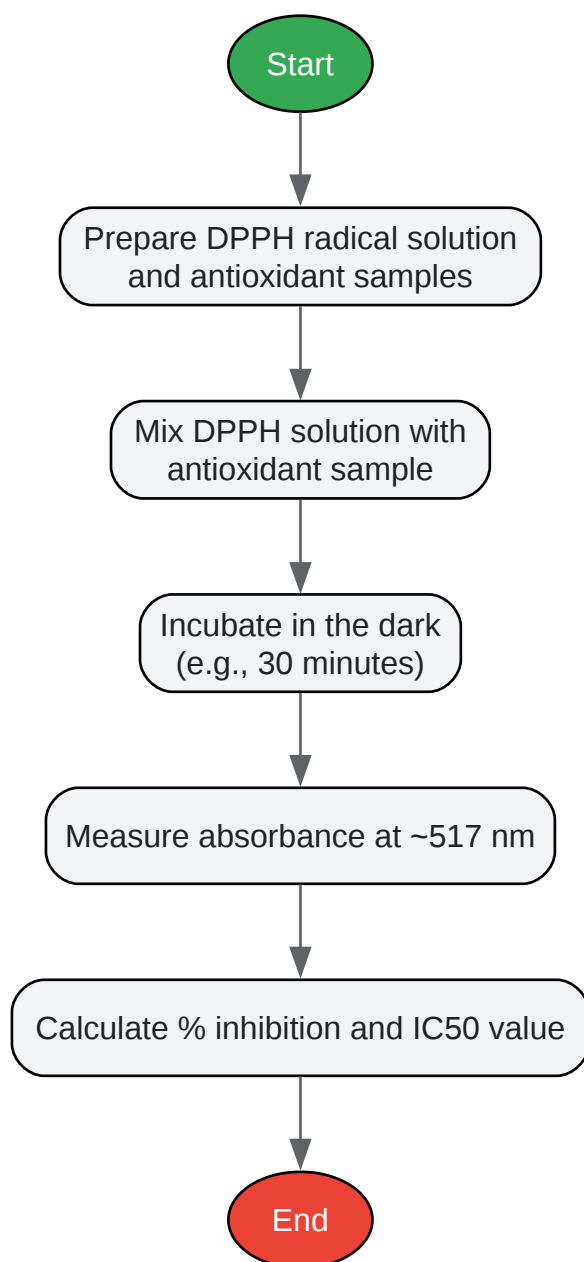 Start
Prepare DPPH radical solution
and antioxidant samples
Mix DPPH solution with
antioxidant sample
Incubate in the dark
(e.g., 30 minutes)
Measure absorbance at ~517 nm
Calculate % inhibition and IC50 value
End